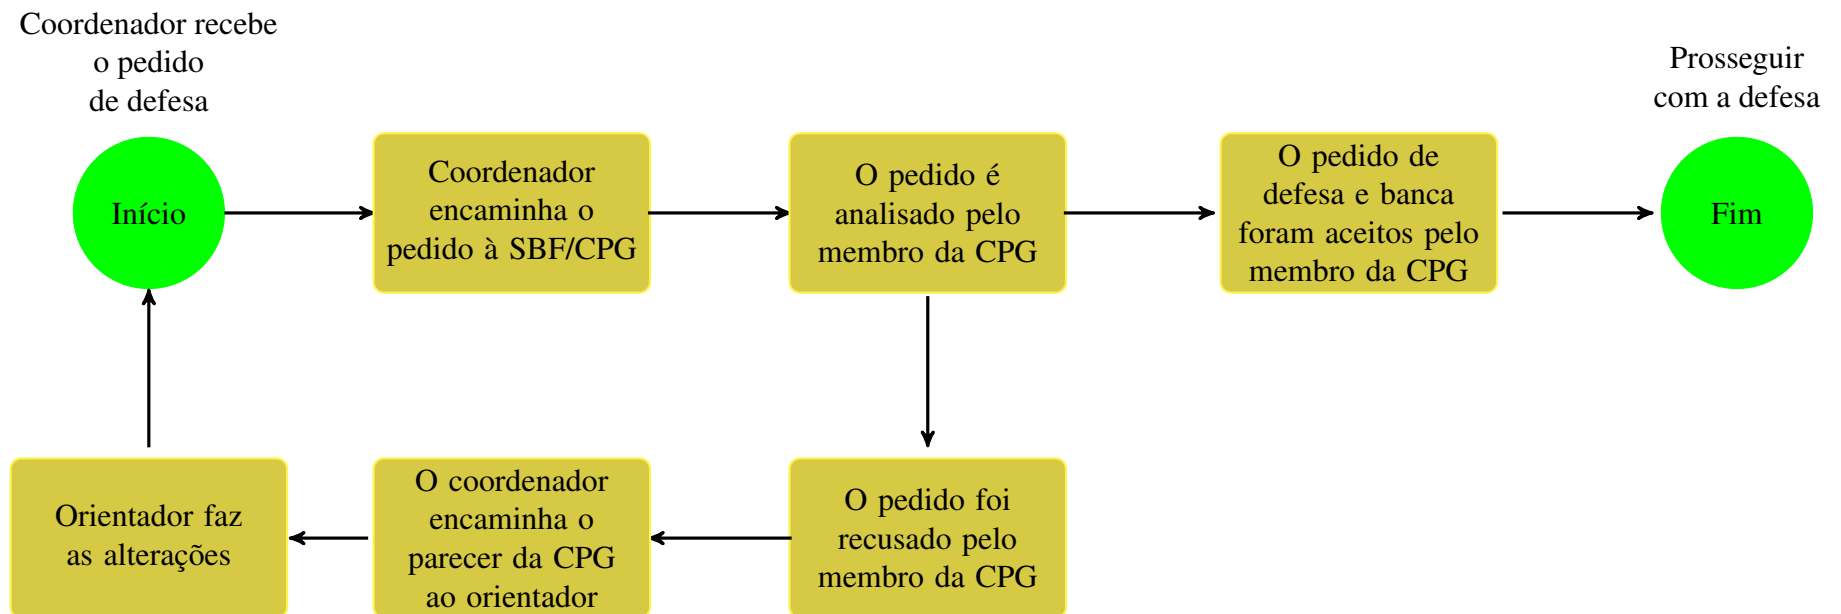 Coordenador recebe
o pedido
de defesa
Início
Coordenador
encaminha o
pedido à SBF/CPG
O pedido é
analisado pelo
membro da CPG
O pedido de
defesa e banca
foram aceitos pelo
membro da CPG
Prosseguir
com a defesa
Fim
O pedido foi
recusado pelo
membro da CPG
O coordenador
encaminha o
parecer da CPG
ao orientador
Orientador faz
as alterações